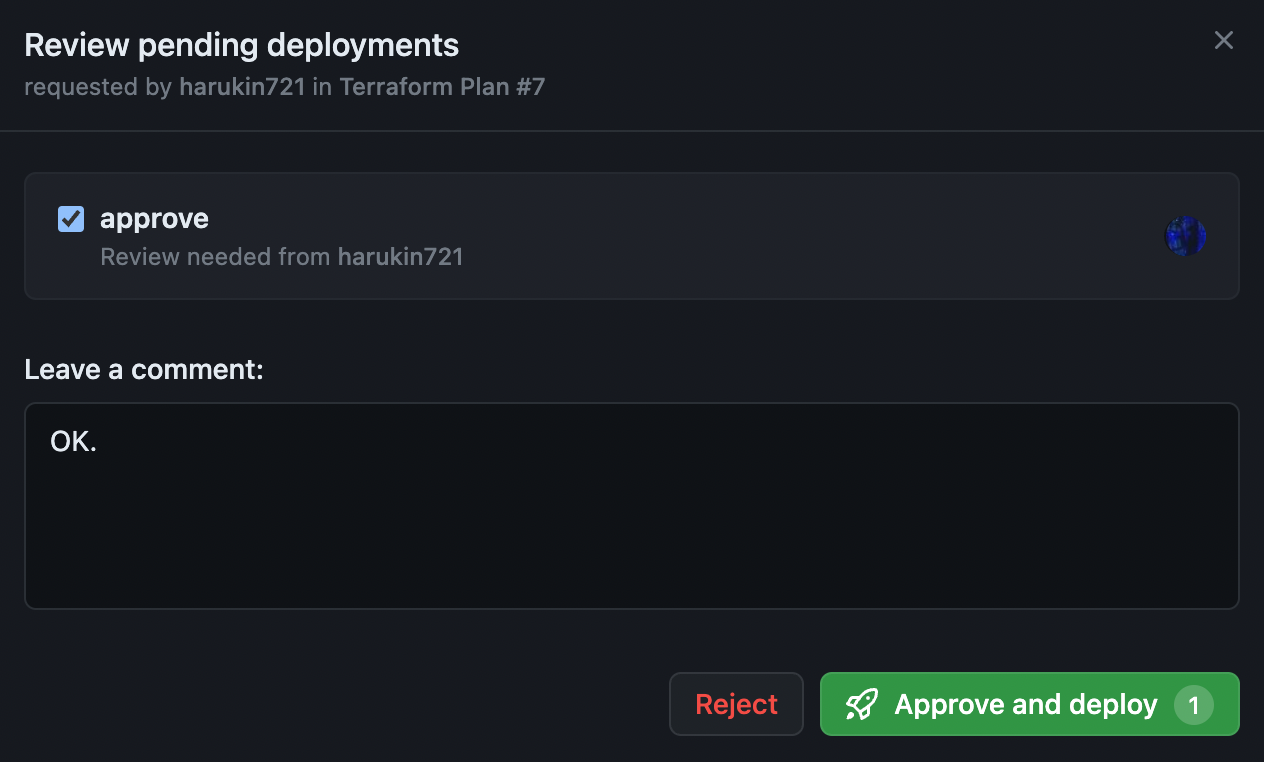 Review pending deployments
requested by harukin721 in Terraform Plan #7
approve
Review needed from harukin721
Leave a comment:
OK.
Reject
Approve and deploy 1